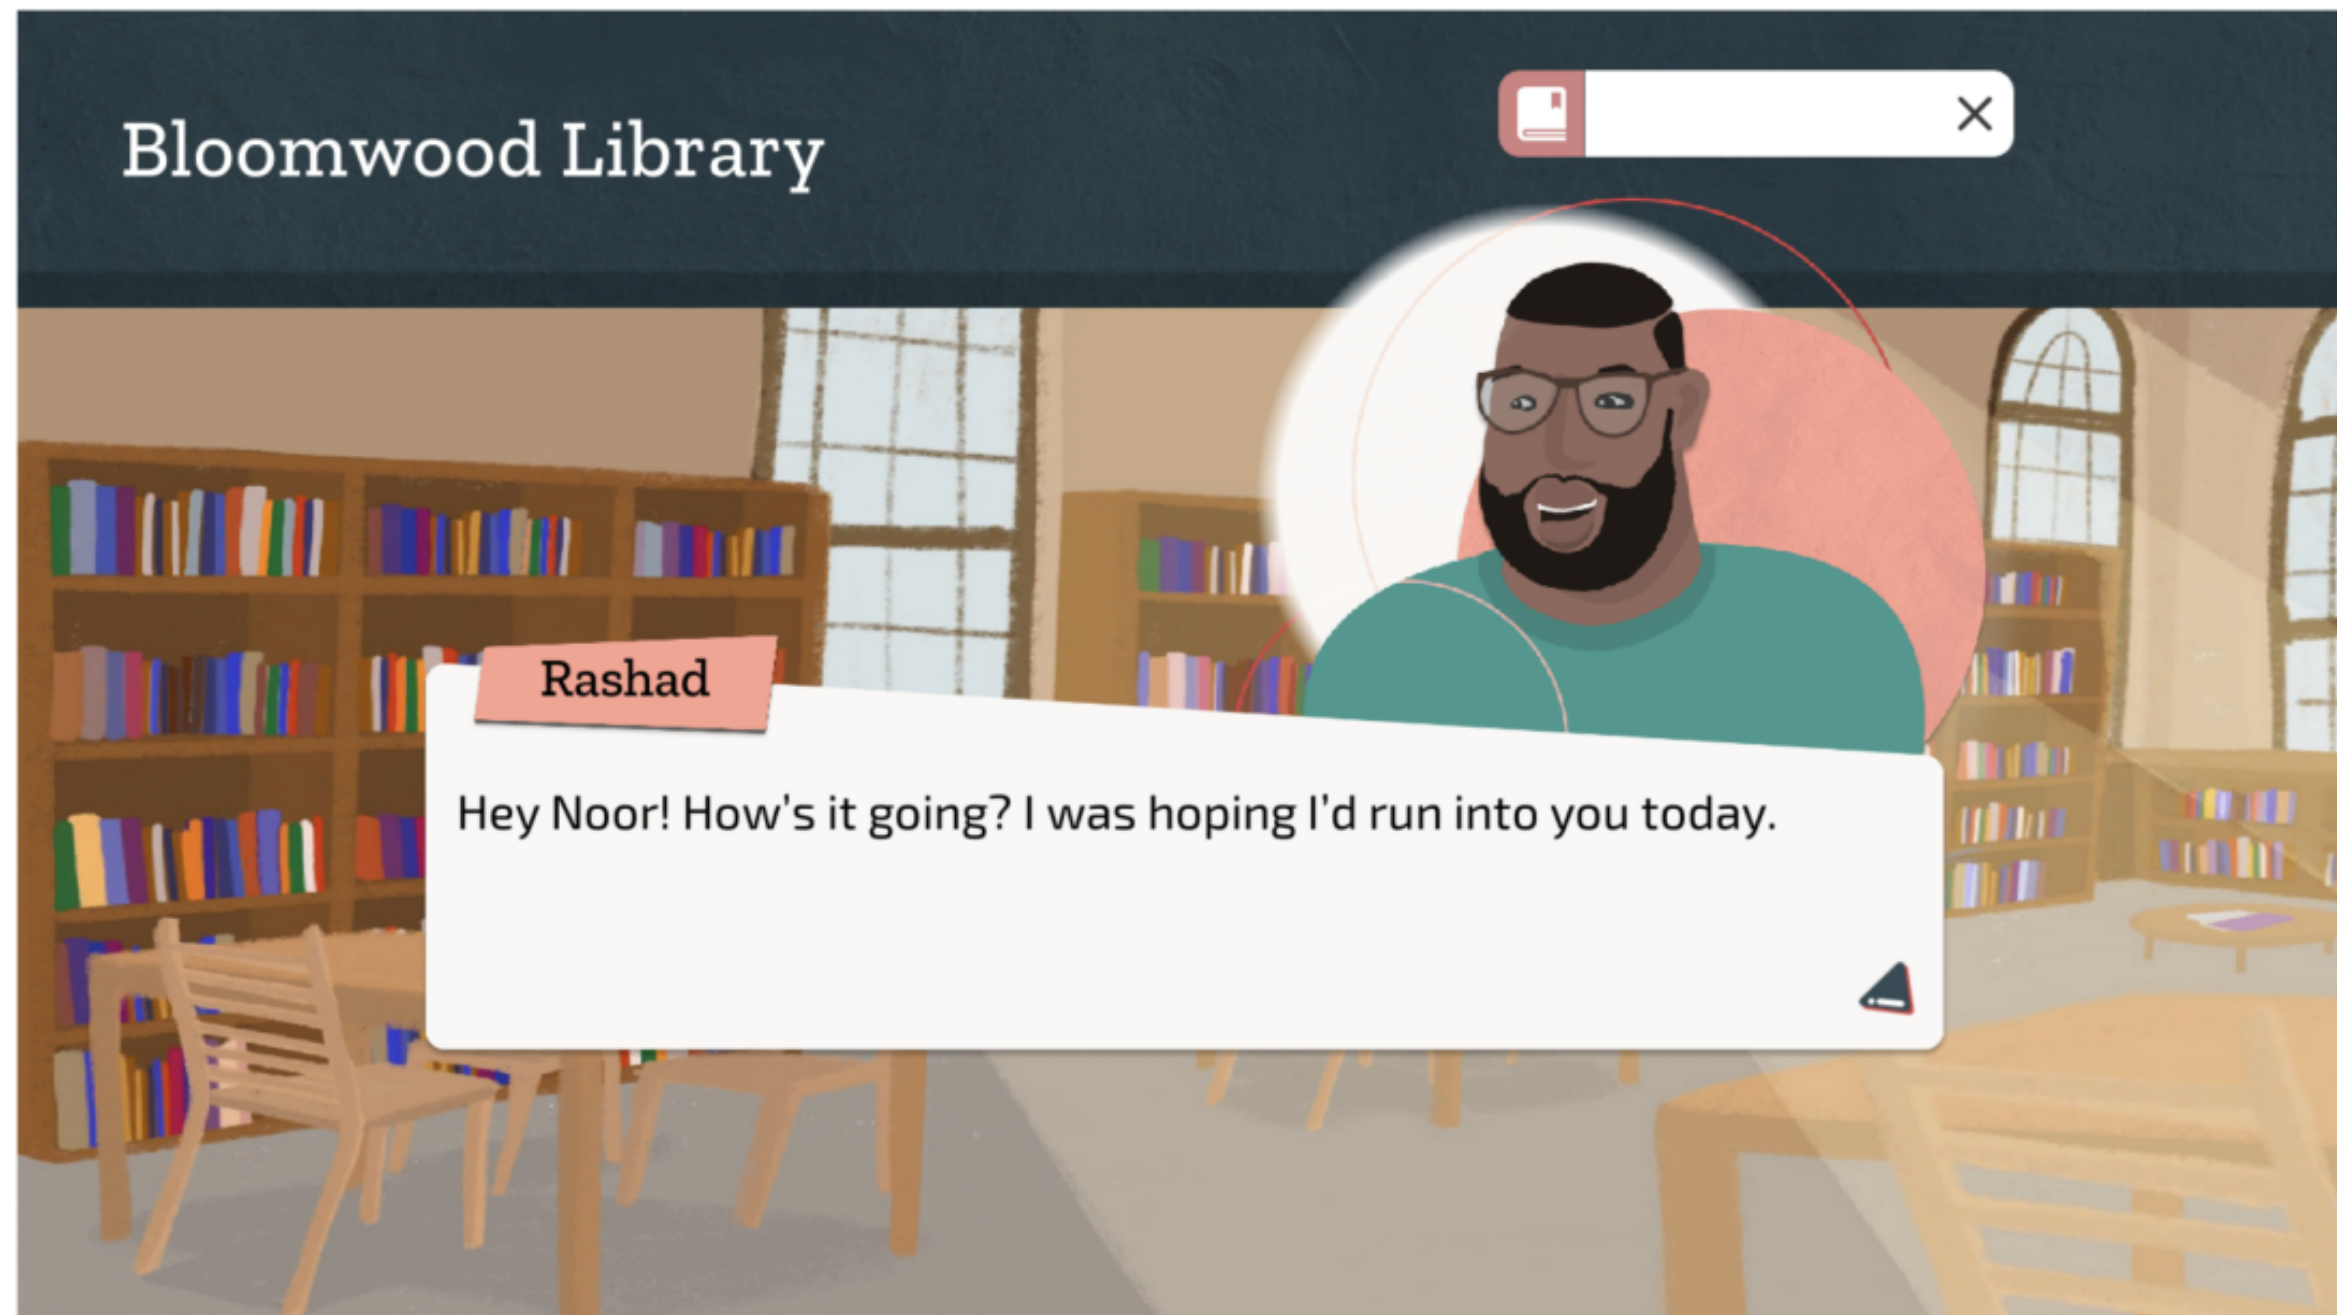 Bloomwood Library
Rashad
Hey Noor! How’s it going? I was hoping I’d run into you today.